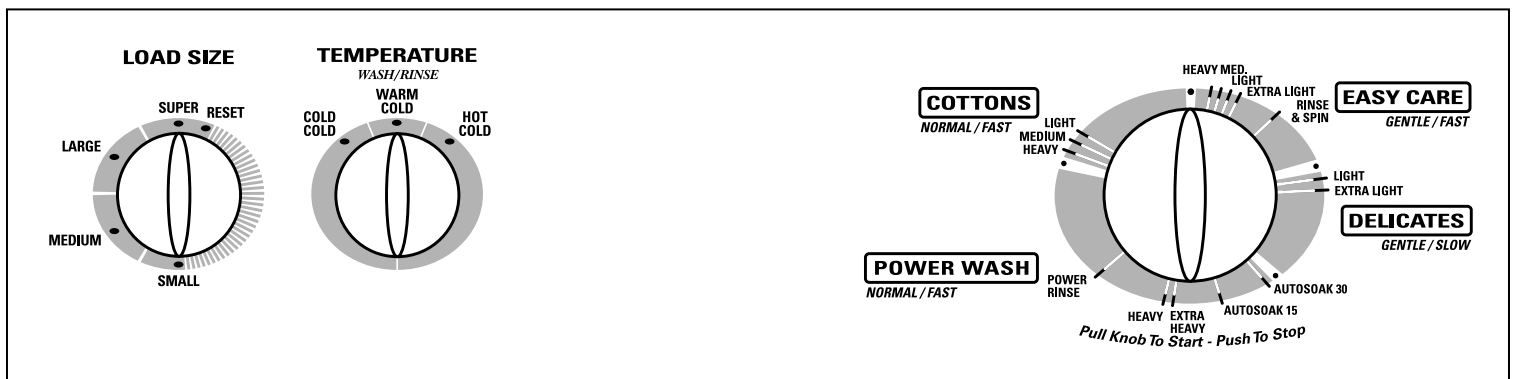 LOAD SIZE
SUPER
RESET
LARGE
MEDIUM
SMALL
TEMPERATURE
WASH/RINSE
COLD
COLD
WARM
COLD
HOT
COLD
COTTONS
NORMAL / FAST
LIGHT
MEDIUM
HEAVY
HEAVY MED.
LIGHT
EXTRA LIGHT
RINSE
& SPIN
EASY CARE
GENTLE / FAST
LIGHT
EXTRA LIGHT
DELICATES
GENTLE / SLOW
POWER WASH
NORMAL / FAST
POWER
RINSE
HEAVY
EXTRA
HEAVY
AUTOSOAK 15
AUTOSOAK 30
Pull Knob To Start - Push To Stop